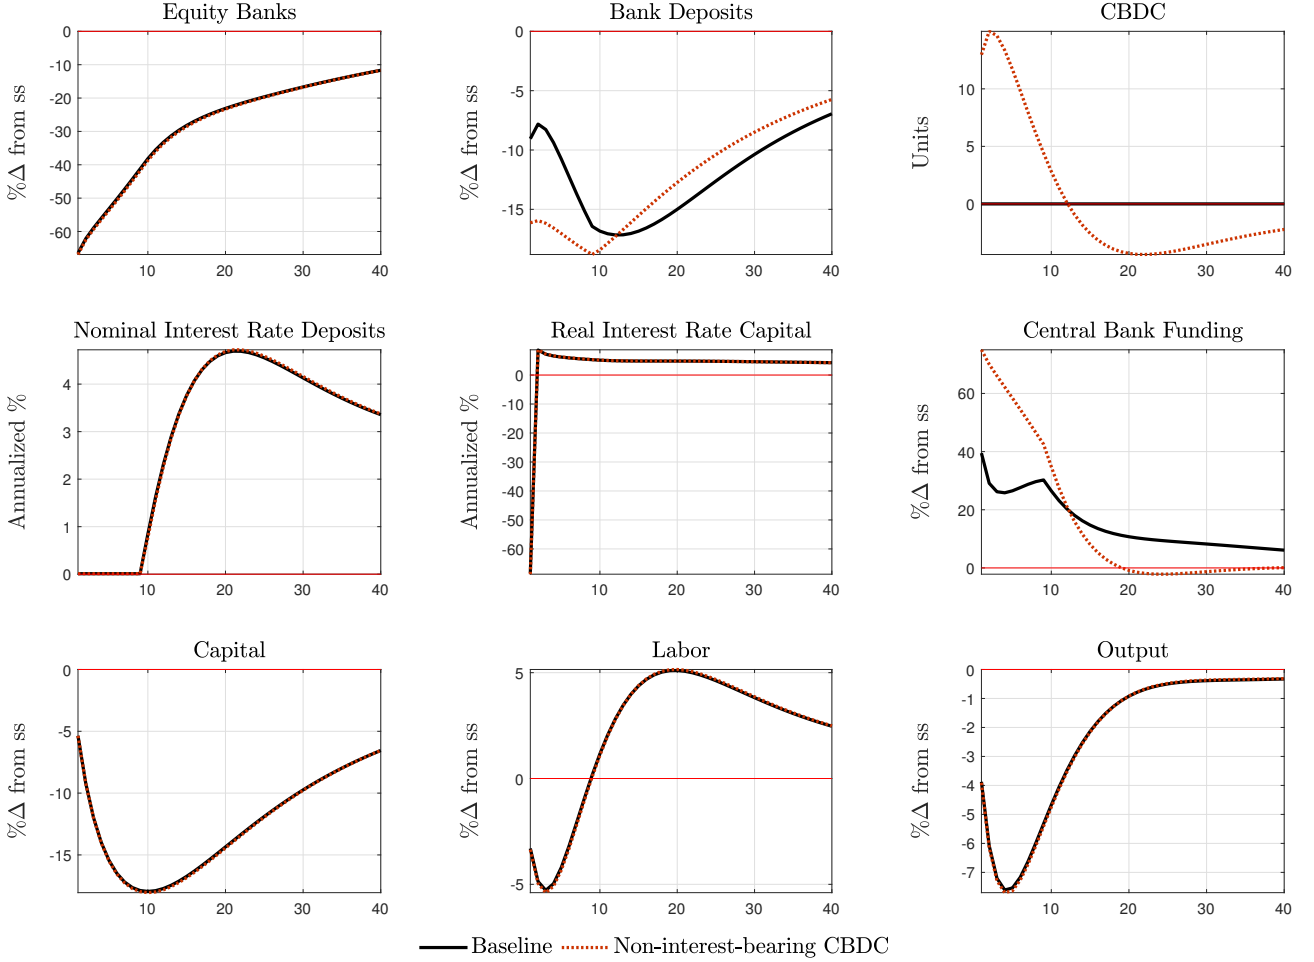 Equity Banks
%Δ from ss
0
-10
-20
-30
-40
-50
-60
10 20 30 40
Bank Deposits
%Δ from ss
0
-5
-10
-15
10 20 30 40
CBDC
Units
10
5
0
10 20 30 40
Nominal Interest Rate Deposits
Annualized %
4
3
2
1
0
10 20 30 40
Real Interest Rate Capital
Annualized %
0
-10
-20
-30
-40
-50
-60
10 20 30 40
Central Bank Funding
%Δ from ss
60
40
20
0
10 20 30 40
Capital
%Δ from ss
0
-5
-10
-15
10 20 30 40
Labor
%Δ from ss
5
0
-5
10 20 30 40
Output
%Δ from ss
0
-1
-2
-3
-4
-5
-6
-7
10 20 30 40
Baseline Non-interest-bearing CBDC